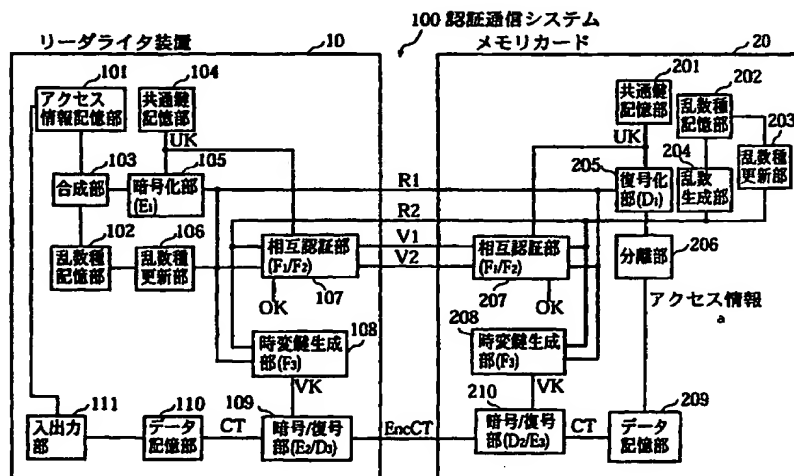 100 認証通信システム
リーダライタ装置
10
101
アクセス
情報記憶部
104
共通鍵
記憶部
UK
103
合成部
105
暗号化部
(E1)
102
乱数種
記憶部
106
乱数種
更新部
相互認証部
(F1/F2)
107
OK
108
時変鍵生成
部(F3)
VK
111
入出力
部
110
データ
記憶部
CT
109
暗号/復号
部(E2/D3)
R1
R2
V1
V2
EncCT
メモリカード
20
201
共通鍵
記憶部
UK
202
乱数種
記憶部
203
乱数種
更新部
204
乱数
生成部
205
復号化
部(D1)
206
分離部
アクセス情報
a
相互認証部
(F1/F2)
207
OK
208
時変鍵生成
部(F3)
VK
210
暗号/復号
部(D2/E3)
CT
209
データ
記憶部